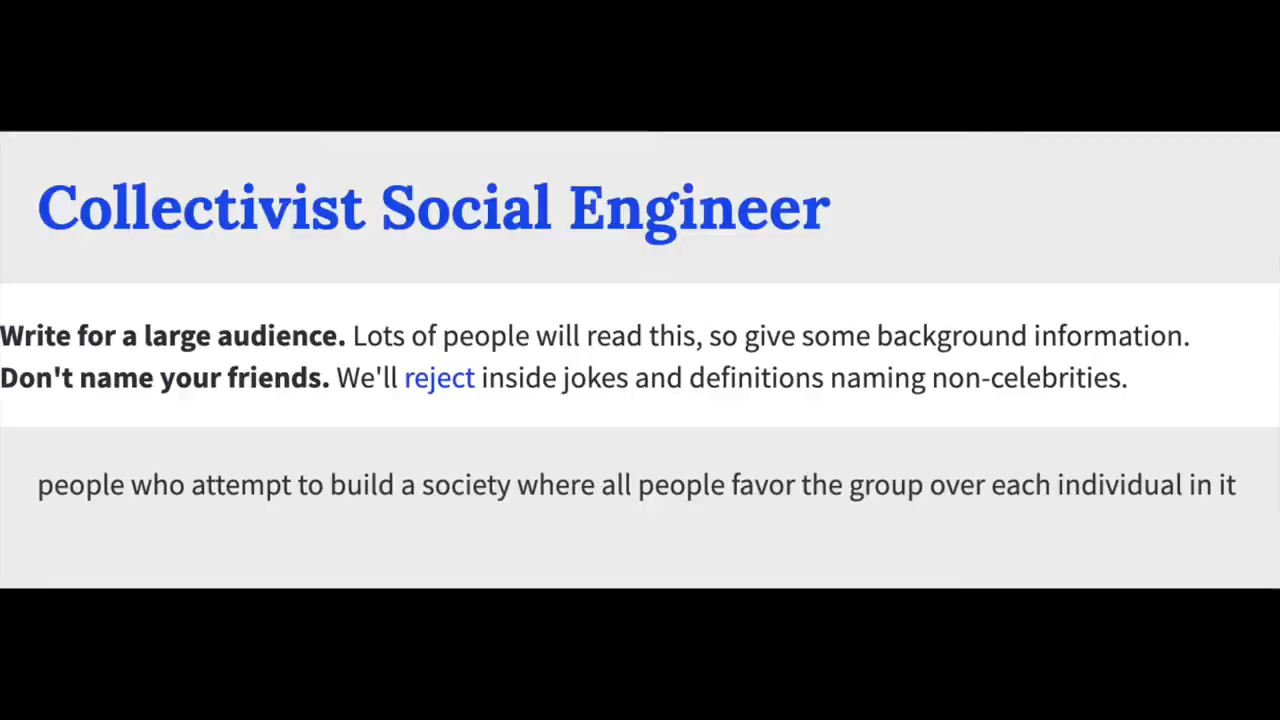 Collectivist Social Engineer
Write for a large audience. Lots of people will read this, so give some background information.
Don't name your friends. We'll reject inside jokes and definitions naming non-celebrities.
people who attempt to build a society where all people favor the group over each individual in it